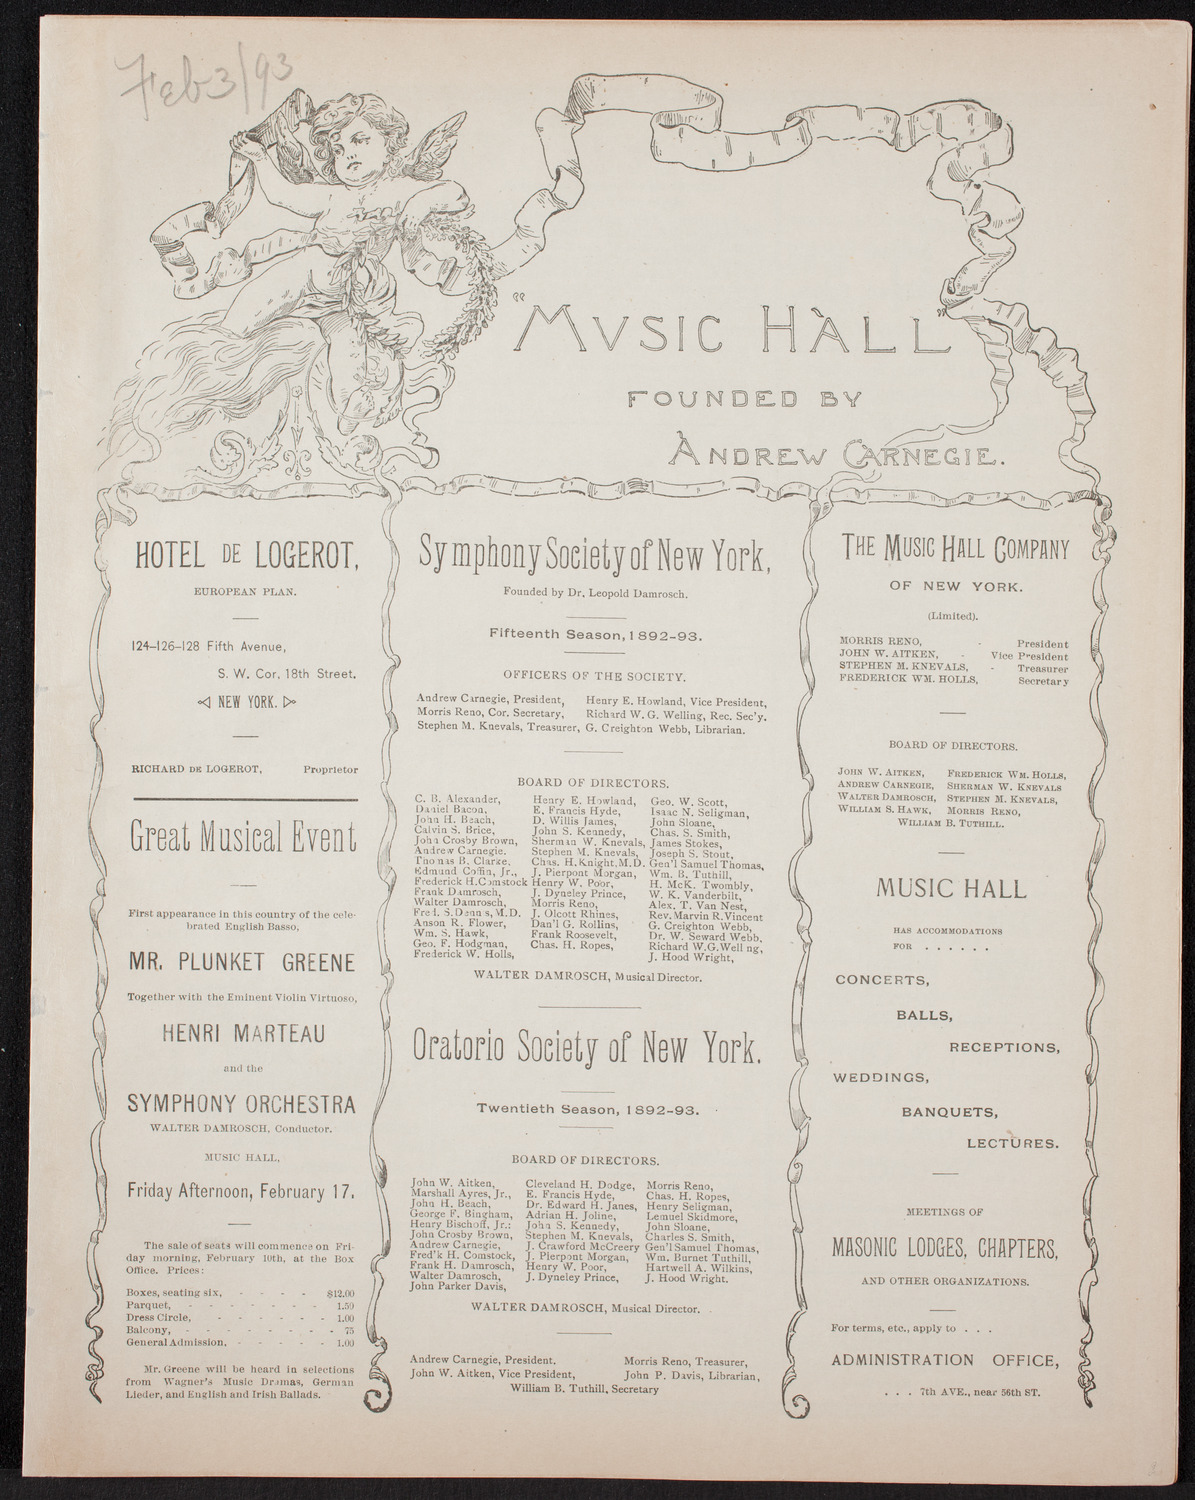 Feb 3/93
"MVSIC HALL"
FOUNDED BY
ANDREW CARNEGIE.
HOTEL DE LOGEROT,
EUROPEAN PLAN.
124–126–128 Fifth Avenue,
S. W. Cor. 18th Street.
NEW YORK.
RICHARD DE LOGEROT, Proprietor
Great Musical Event
First appearance in this country of the cele-
brated English Basso,
MR. PLUNKET GREENE
Together with the Eminent Violin Virtuoso,
HENRI MARTEAU
and the
SYMPHONY ORCHESTRA
WALTER DAMROSCH, Conductor.
MUSIC HALL,
Friday Afternoon, February 17.
The sale of seats will commence on Fri-
day morning, February 10th, at the Box
Office. Prices:
Boxes, seating six, - - - - $12.00
Parquet, - - - - - - - 1.50
Dress Circle, - - - - - - 1.00
Balcony, - - - - - - - - 75
General Admission, - - - - - 1.00
Mr. Greene will be heard in selections
from Wagner's Music Dramas, German
Lieder, and English and Irish Ballads.
Symphony Society of New York,
Founded by Dr. Leopold Damrosch.
Fifteenth Season, 1892-93.
OFFICERS OF THE SOCIETY.
Andrew Carnegie, President, Henry E. Howland, Vice President,
Morris Reno, Cor. Secretary, Richard W. G. Welling, Rec. Sec'y.
Stephen M. Knevals, Treasurer, G. Creighton Webb, Librarian.
BOARD OF DIRECTORS.
C. B. Alexander, Henry E. Howland, Geo. W. Scott,
Daniel Bacon, E. Francis Hyde, Isaac N. Seligman,
John H. Beach, D. Willis James, John Sloane,
Calvin S. Brice, John S. Kennedy, Chas. S. Smith,
John Crosby Brown, Sherman W. Knevals, James Stokes,
Andrew Carnegie. Stephen M. Knevals, Joseph S. Stout,
Thomas B. Clarke, Chas. H. Knight, M.D. Gen'l Samuel Thomas,
Edmund Coffin, Jr., J. Pierpont Morgan, Wm. B. Tuthill,
Frederick H. Comstock Henry W. Poor, H. McK. Twombly,
Frank Damrosch, J. Dyneley Prince, W. K. Vanderbilt,
Walter Damrosch, Morris Reno, Alex. T. Van Nest,
Fred. S. Dennis, M.D. J. Olcott Rhines, Rev. Marvin R. Vincent
Anson R. Flower, Dan'l G. Rollins, G. Creighton Webb,
Wm. S. Hawk, Frank Roosevelt, Dr. W. Seward Webb,
Geo. F. Hodgman, Chas. H. Ropes, Richard W.G. Welling,
Frederick W. Holls, J. Hood Wright,
WALTER DAMROSCH, Musical Director.
Oratorio Society of New York.
Twentieth Season, 1892-93.
BOARD OF DIRECTORS.
John W. Aitken, Cleveland H. Dodge, Morris Reno,
Marshall Ayres, Jr., E. Francis Hyde, Chas. H. Ropes,
John H. Beach, Dr. Edward H. Janes, Henry Seligman,
George F. Bingham, Adrian H. Joline, Lemuel Skidmore,
Henry Bischoff, Jr.: John S. Kennedy, John Sloane,
John Crosby Brown, Stephen M. Knevals, Charles S. Smith,
Andrew Carnegie, J. Crawford McCreery Gen'l Samuel Thomas,
Fred'k H. Comstock, J. Pierpont Morgan, Wm. Burnet Tuthill,
Frank H. Damrosch, Henry W. Poor, Hartwell A. Wilkins,
Walter Damrosch, J. Dyneley Prince, J. Hood Wright.
John Parker Davis,
WALTER DAMROSCH, Musical Director.
Andrew Carnegie, President. Morris Reno, Treasurer,
John W. Aitken, Vice President, John P. Davis, Librarian,
William B. Tuthill, Secretary
THE MUSIC HALL COMPANY
OF NEW YORK.
(Limited).
MORRIS RENO, - President
JOHN W. AITKEN, - Vice President
STEPHEN M. KNEVALS, - Treasurer
FREDERICK WM. HOLLS, Secretary
BOARD OF DIRECTORS.
JOHN W. AITKEN, FREDERICK WM. HOLLS,
ANDREW CARNEGIE, SHERMAN W. KNEVALS
WALTER DAMROSCH, STEPHEN M. KNEVALS,
WILLIAM S. HAWK, MORRIS RENO,
WILLIAM B. TUTHILL.
MUSIC HALL
HAS ACCOMMODATIONS
FOR . . . . . .
CONCERTS,
BALLS,
RECEPTIONS,
WEDDINGS,
BANQUETS,
LECTURES.
MEETINGS OF
MASONIC LODGES, CHAPTERS,
AND OTHER ORGANIZATIONS.
For terms, etc., apply to . . .
ADMINISTRATION OFFICE,
. . . 7th AVE., near 56th ST.